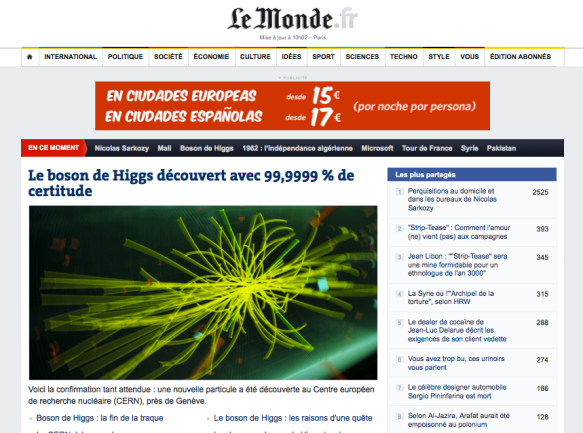 Le Monde.fr
Mise à jour à 10h02 - Paris
INTERNATIONAL POLITIQUE SOCIÉTÉ ÉCONOMIE CULTURE IDÉES SPORT SCIENCES TECHNO STYLE VOUS ÉDITION ABONNÉS
PUBLICITÉ
EN CIUDADES EUROPEAS desde 15€
EN CIUDADES ESPAÑOLAS desde 17€
(por noche por persona)
EN CE MOMENT Nicolas Sarkozy Mali Boson de Higgs 1962 : l'indépendance algérienne Microsoft Tour de France Syrie Pakistan
Le boson de Higgs découvert avec 99,9999 % de
certitude
Voici la confirmation tant attendue : une nouvelle particule a été découverte au Centre européen
de recherche nucléaire (CERN), près de Genève.
Boson de Higgs : la fin de la traque
Le boson de Higgs : les raisons d'une quête
Les plus partagés
1 Perquisitions au domicile et 2525
dans les bureaux de Nicolas
Sarkozy
2 "Strip-Tease" : Comment l'amour 393
(ne) vient (pas) aux campagnes
3 Jean Libon : ""Strip-Tease" sera 345
une mine formidable pour un
ethnologue de l'an 3000"
4 La Syrie ou l'"Archipel de la 315
torture", selon HRW
5 Le dealer de cocaïne de 288
Jean-Luc Delarue décrit les
exigences de son client vedette
6 Vous avez trop bu, ces urinoirs 274
vous parlent
7 Le célèbre designer automobile 186
Sergio Pininfarina est mort
8 Selon Al-Jazira, Arafat aurait été 113
empoisonné au polonium